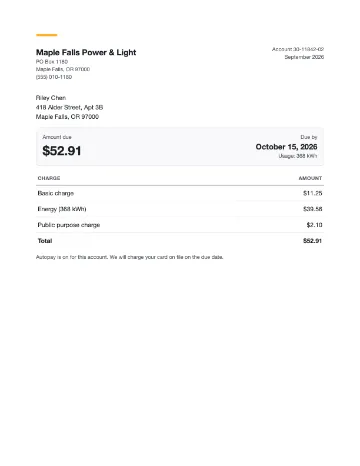 Maple Falls Power & Light
PO Box 1180
Maple Falls, OR 97000
(555) 010-1180
Account 30-11842-02
September 2026
Riley Chen
418 Alder Street, Apt 3B
Maple Falls, OR 97000
Amount due
$52.91
Due by
October 15, 2026
Usage: 368 kWh
CHARGE AMOUNT
Basic charge $11.25
Energy (368 kWh) $39.56
Public purpose charge $2.10
Total $52.91
Autopay is on for this account. We will charge your card on file on the due date.